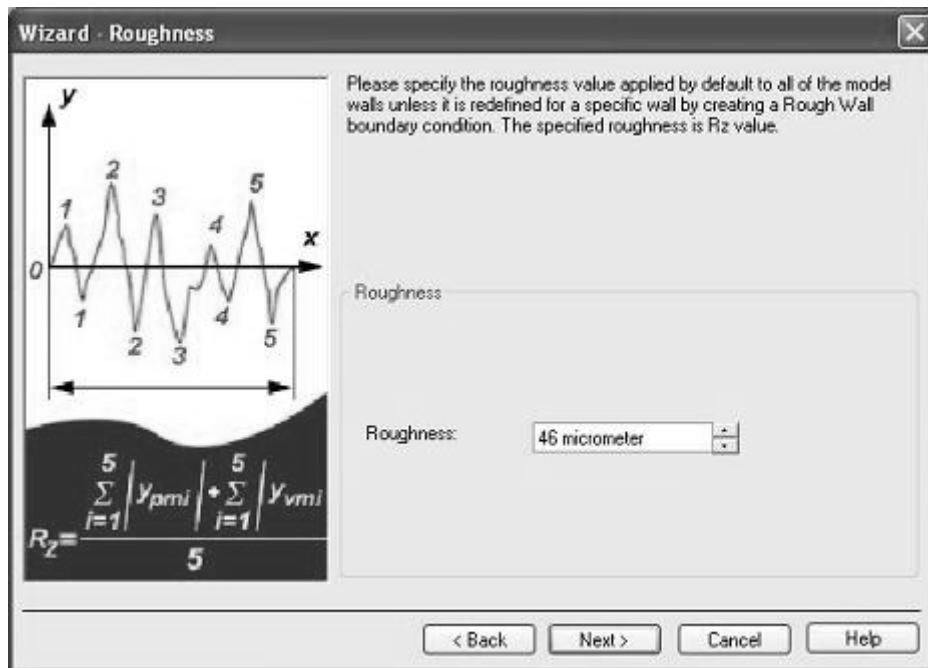 Wizard - Roughness
Please specify the roughness value applied by default to all of the model
walls unless it is redefined for a specific wall by creating a Rough Wall
boundary condition. The specified roughness is Rz value.
y
2
5
3
1
4
x
0
1
4
2
5
3
Roughness
Roughness: 46 micrometer
5 5
Σ |y_pmi| + Σ |y_vmi
i=1 i=1
R_z=
5
< Back Next > Cancel Help